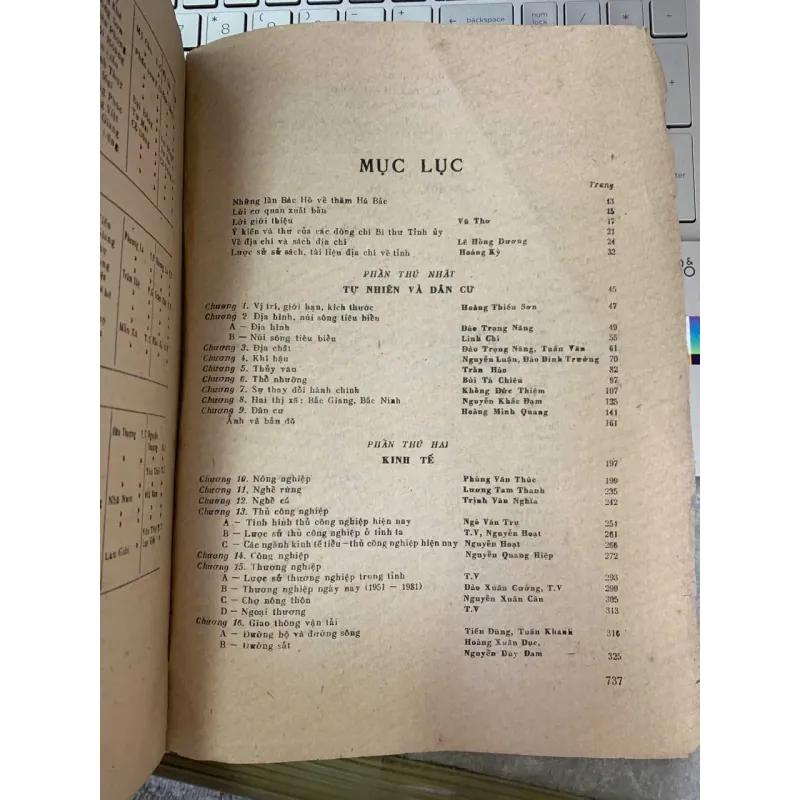 MỤC LỤC
Trang
Những lần Bác Hồ về thăm Hà Bắc 13
Lời cơ quan xuất bản 15
Lời giới thiệu Vũ Thơ 17
Ý kiến và thư của các đồng chí Bí thư Tỉnh ủy 21
Về địa chí và sách địa chí Lê Hồng Dương 24
Lược sử sử sách, tài liệu địa chí về tỉnh Hoàng Kỳ 32
PHẦN THỨ NHẤT
TỰ NHIÊN VÀ DÂN CƯ 45
Chương 1. Vị trí, giới hạn, kích thước Hoàng Thiếu Sơn 47
Chương 2 Địa hình, núi sông tiêu biểu
A — Địa hình Đào Trọng Năng 49
B — Núi sông tiêu biểu Linh Chi 55
Chương 3. Địa chất Đào Trọng Năng, Tuấn Vân 61
Chương 4. Khí hậu Nguyễn Luận, Đào Đình Trưởng 70
Chương 5. Thủy văn Trần Hảo 82
Chương 6. Thổ nhưỡng Bùi Tá Chiêu 97
Chương 7. Sự thay đổi hành chính Khổng Đức Thiệm 107
Chương 8. Hai thị xã: Bắc Giang, Bắc Ninh Nguyễn Khắc Đạm 125
Chương 9. Dân cư Hoàng Minh Quang 141
Ảnh và bản đồ 161
PHẦN THỨ HAI
KINH TẾ 197
Chương 10. Nông nghiệp Phùng Văn Thúc 199
Chương 11. Nghề rừng Lương Tam Thanh 235
Chương 12. Nghề cá Trịnh Văn Nghĩa 242
Chương 13. Thủ công nghiệp
A — Tình hình thủ công nghiệp hiện nay Ngô Văn Trụ 251
B — Lược sử thủ công nghiệp ở tỉnh ta T.V, Nguyễn Hoạt 261
C — Các ngành kinh tế tiểu-thủ công nghiệp hiện nay Nguyễn Hoạt 266
Chương 14. Công nghiệp Nguyễn Quang Hiệp 272
Chương 15. Thương nghiệp
A — Lược sử thương nghiệp trong tỉnh T.V 293
B — Thương nghiệp ngày nay (1951 — 1981) Đào Xuân Cường, T.V 299
C — Chợ nông thôn Nguyễn Xuân Cần 305
D — Ngoại thương T.V 313
Chương 16. Giao thông vận tải
A — Đường bộ và đường sông Tiến Dũng, Tuấn Khanh 316
Hoàng Xuân Dục,
B — Đường sắt Nguyễn Duy Đam — 325
737
backspace
num lock